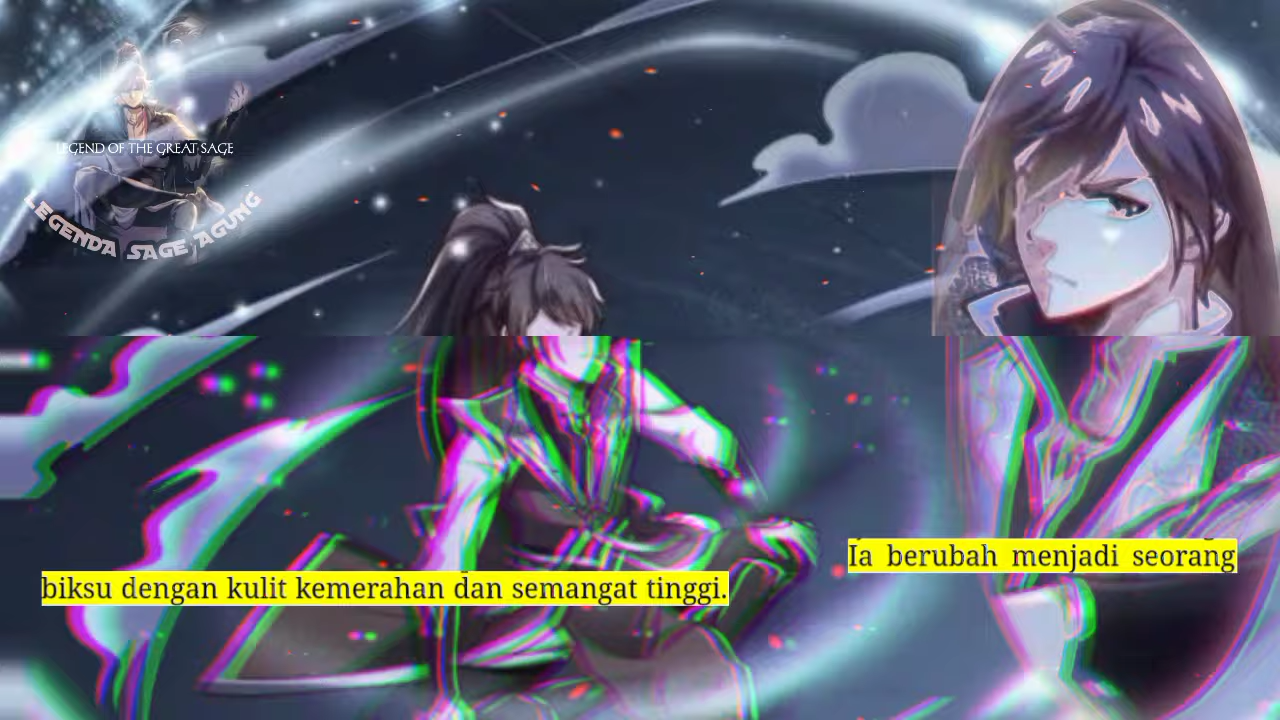 LEGEND OF THE GREAT SAGE
LEGENDA SAGE AGUNG
Ia berubah menjadi seorang
biksu dengan kulit kemerahan dan semangat tinggi.